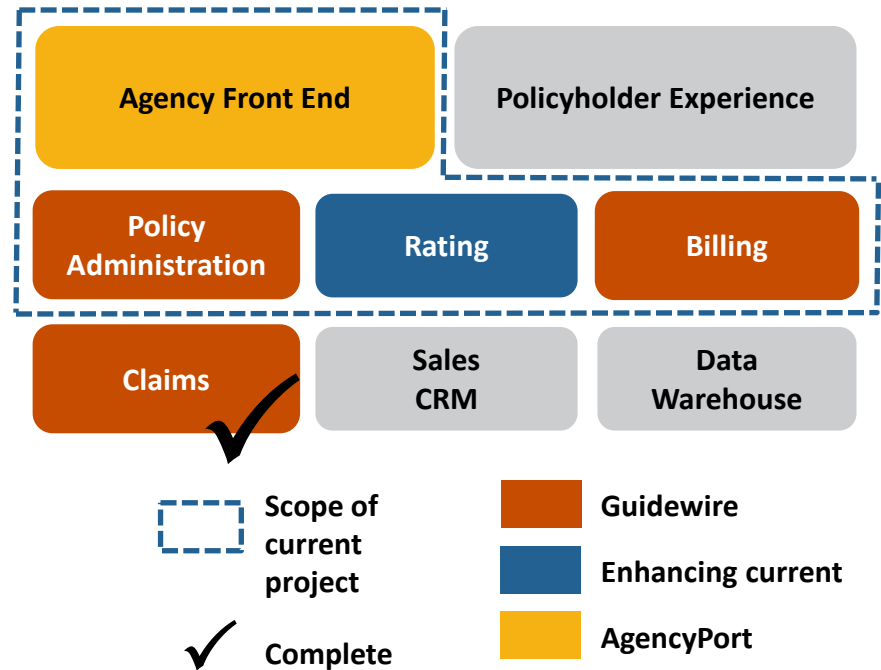 Agency Front End
Policyholder Experience
Policy
Administration
Rating
Billing
Claims
Sales
CRM
Data
Warehouse
Scope of
current
project
Complete
Guidewire
Enhancing current
AgencyPort